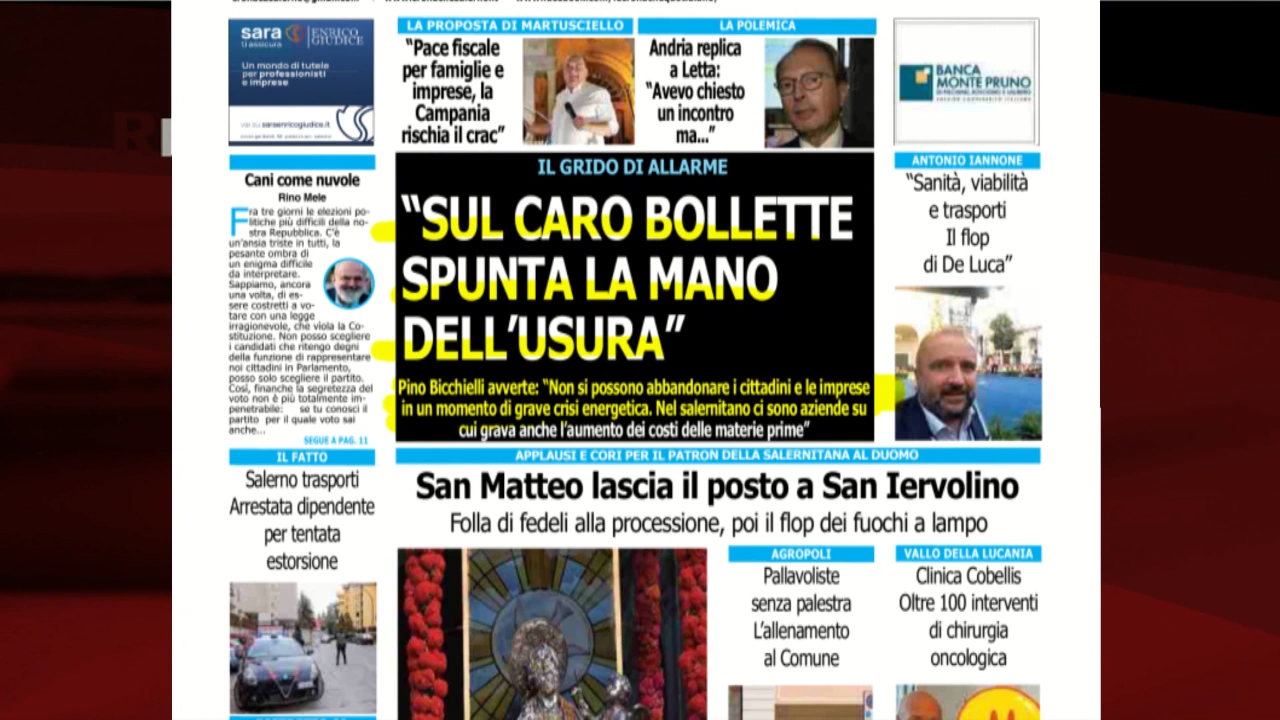 sara
ti assicura
ENRICO
GIUDICE
Un mondo di tutele
per professionisti
e imprese
vai su saraenricogiudice.it
LA PROPOSTA DI MARTUSCIELLO
“Pace fiscale
per famiglie e
imprese, la
Campania
rischia il crac”
LA POLEMICA
Andria replica
a Letta:
“Avevo chiesto
un incontro
ma...”
BANCA
MONTE PRUNO
Cani come nuvole
Rino Mele
Fra tre giorni le elezioni po-
litiche più difficili della no-
stra Repubblica. C'è
un'ansia triste in tutti, la
pesante ombra di
un enigma difficile
da interpretare.
Sappiamo, ancora
una volta, di es-
sere costretti a vo-
tare con una legge
irragionevole, che viola la Co-
stituzione. Non posso scegliere
i candidati che ritengo degni
della funzione di rappresentare
noi cittadini in Parlamento,
posso solo scegliere il partito.
Così, finanche la segretezza del
voto non è più totalmente im-
penetrabile: se tu conosci il
partito per il quale voto sai
anche...
SEGUE A PAG. 11
IL GRIDO DI ALLARME
“SUL CARO BOLLETTE
SPUNTA LA MANO
DELL’USURA”
Pino Bicchielli avverte: “Non si possono abbandonare i cittadini e le imprese
in un momento di grave crisi energetica. Nel salernitano ci sono aziende su
cui grava anche l’aumento dei costi delle materie prime”
ANTONIO IANNONE
“Sanità, viabilità
e trasporti
Il flop
di De Luca”
IL FATTO
Salerno trasporti
Arrestata dipendente
per tentata
estorsione
APPLAUSI E CORI PER IL PATRON DELLA SALERNITANA AL DUOMO
San Matteo lascia il posto a San Iervolino
Folla di fedeli alla processione, poi il flop dei fuochi a lampo
AGROPOLI
Pallavoliste
senza palestra
L’allenamento
al Comune
VALLO DELLA LUCANIA
Clinica Cobellis
Oltre 100 interventi
di chirurgia
oncologica